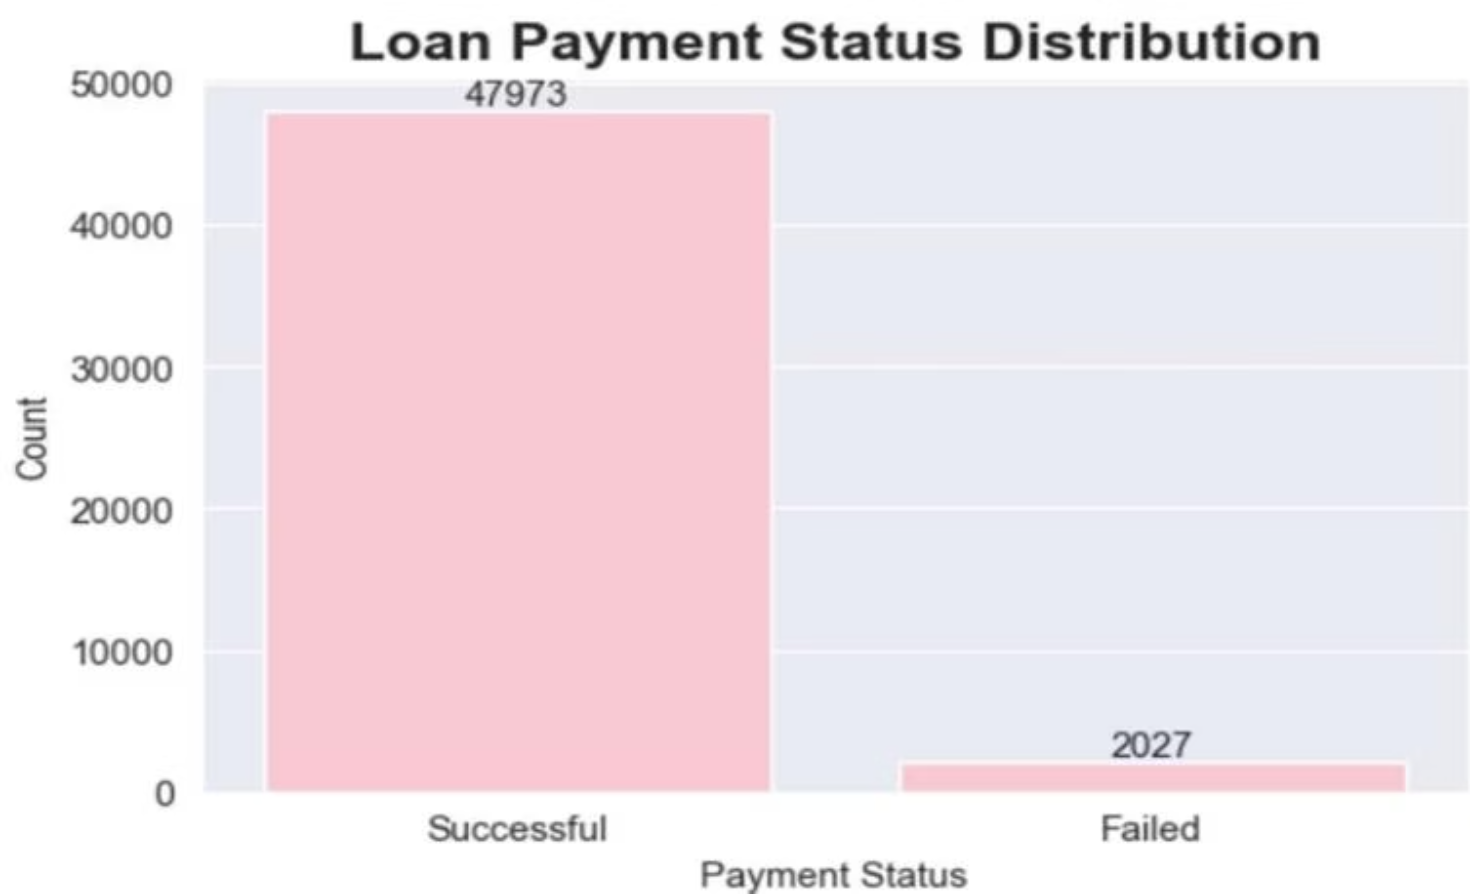 Loan Payment Status Distribution
50000
47973
40000
30000
Count
20000
10000
2027
0
Successful
Failed
Payment Status